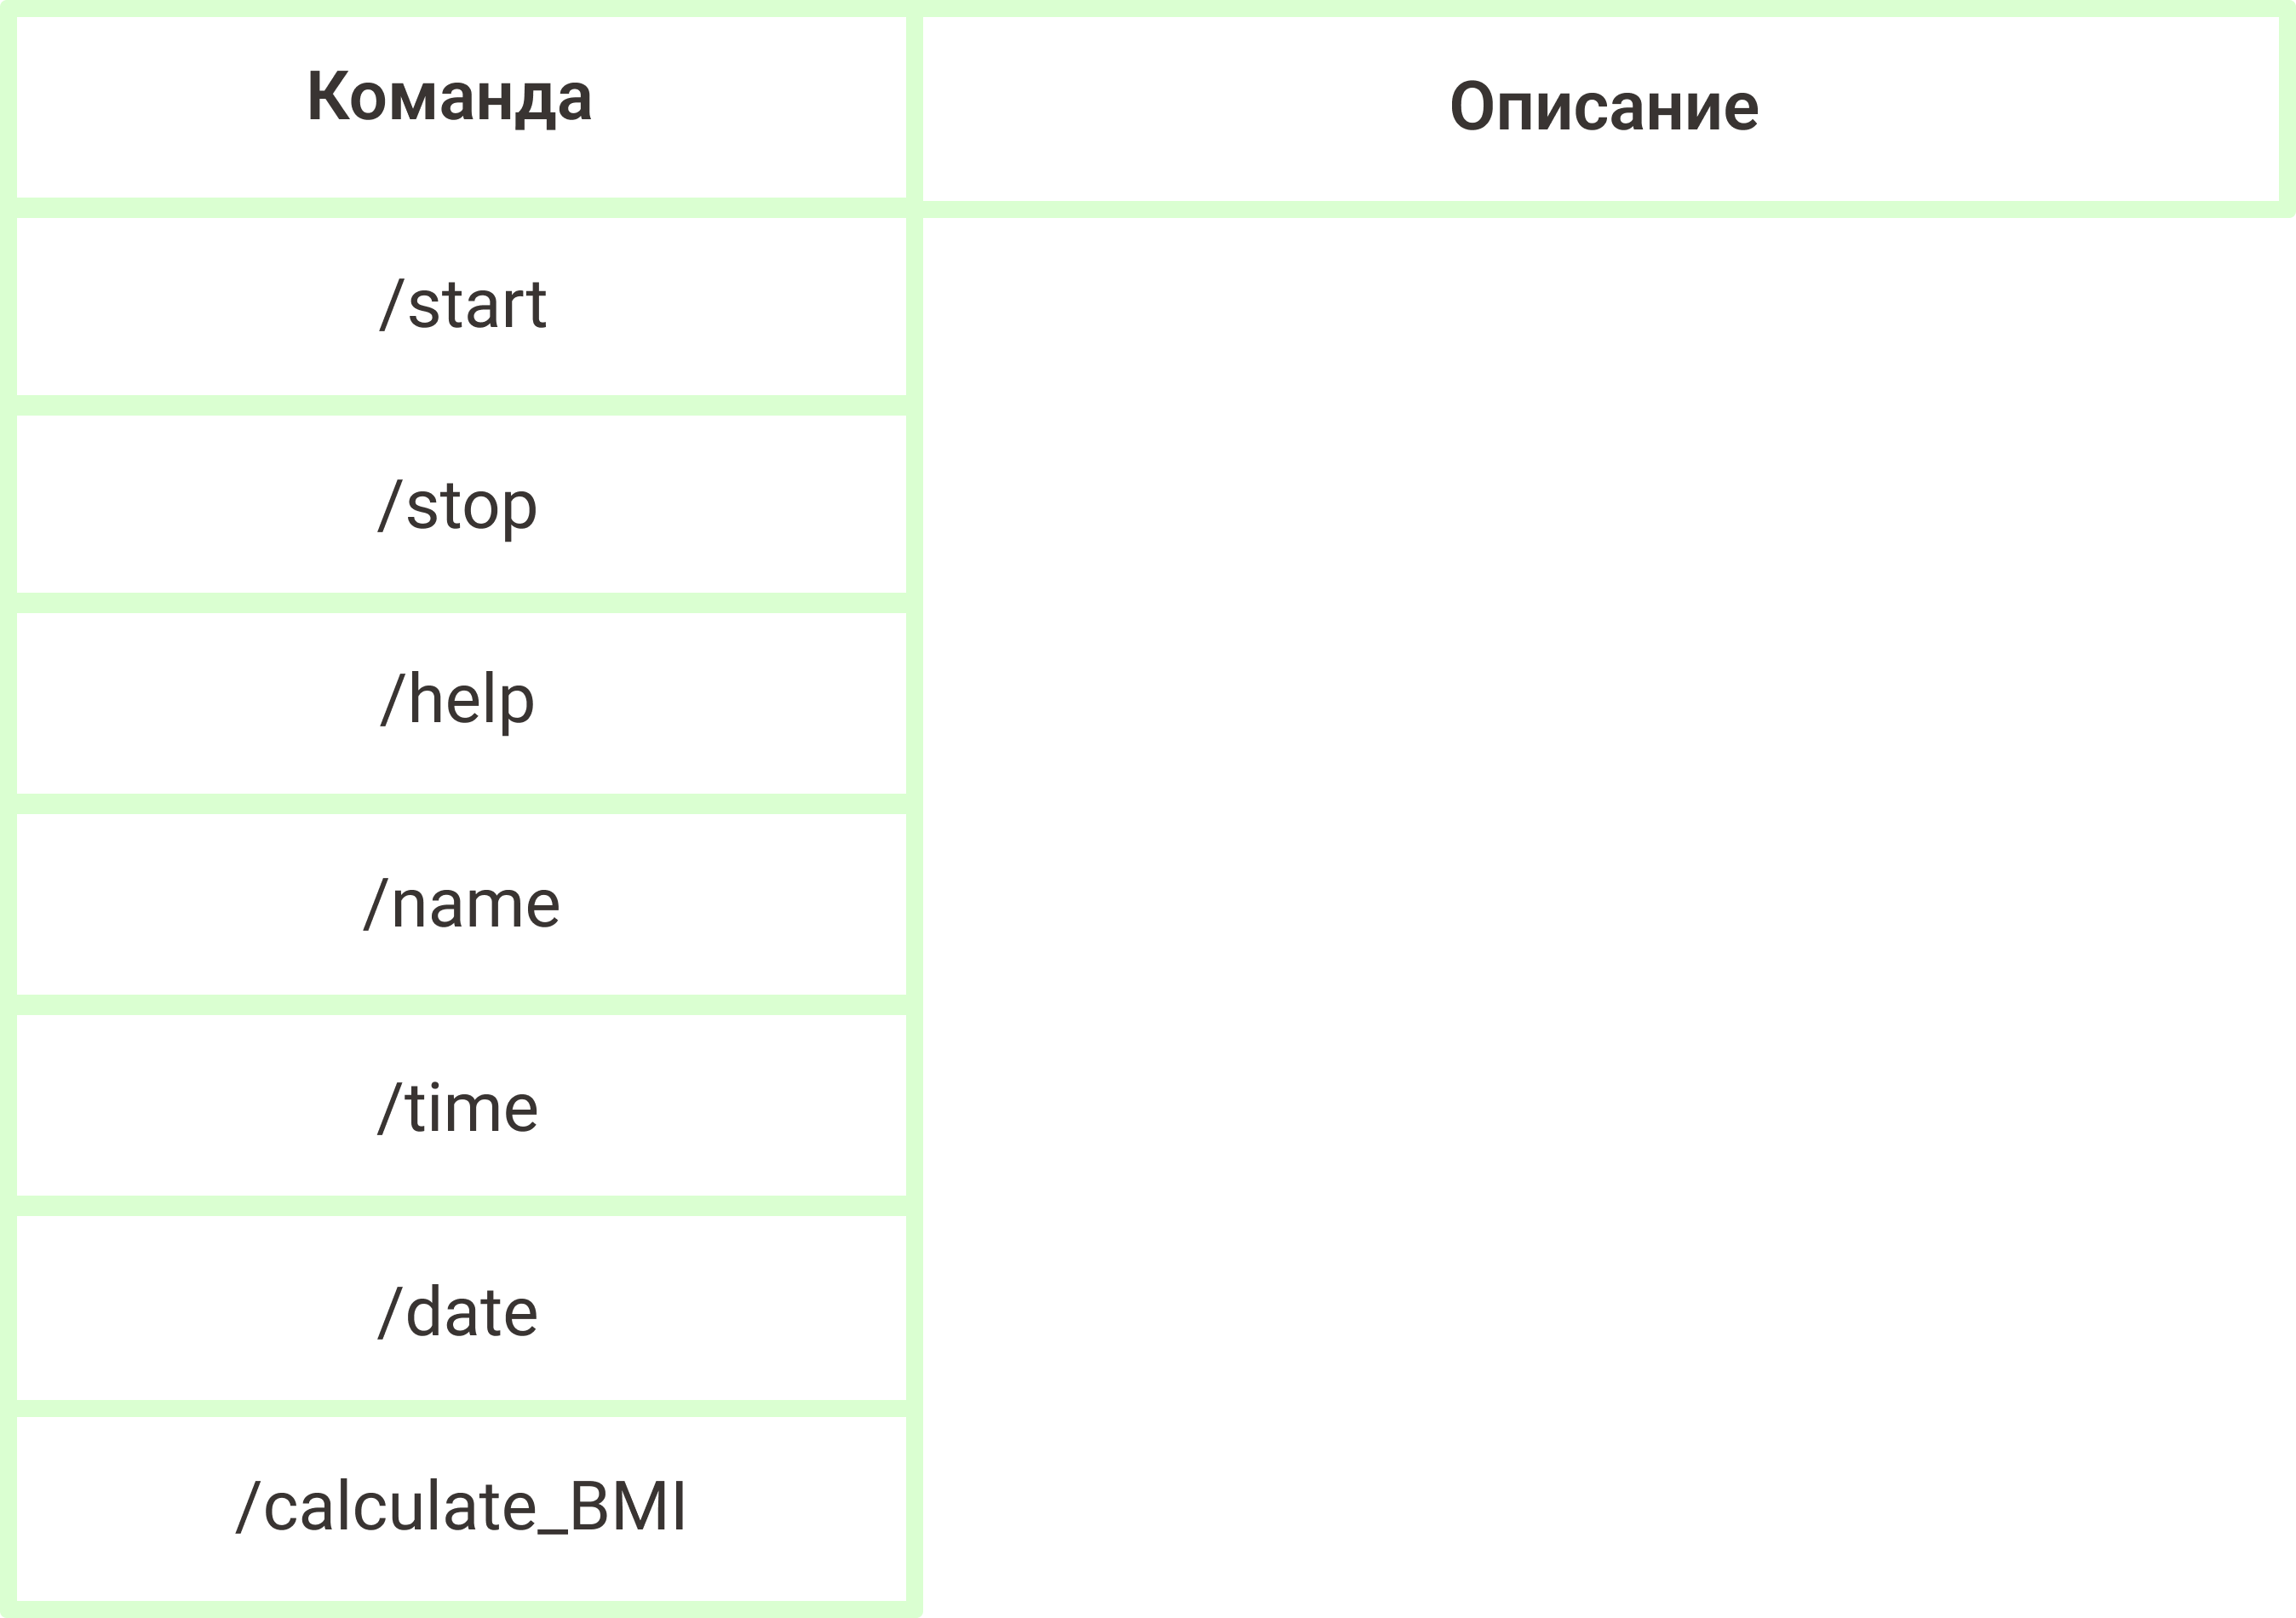 Команда
Описание
/start
/stop
/help
/name
/time
/date
/calculate_BMI